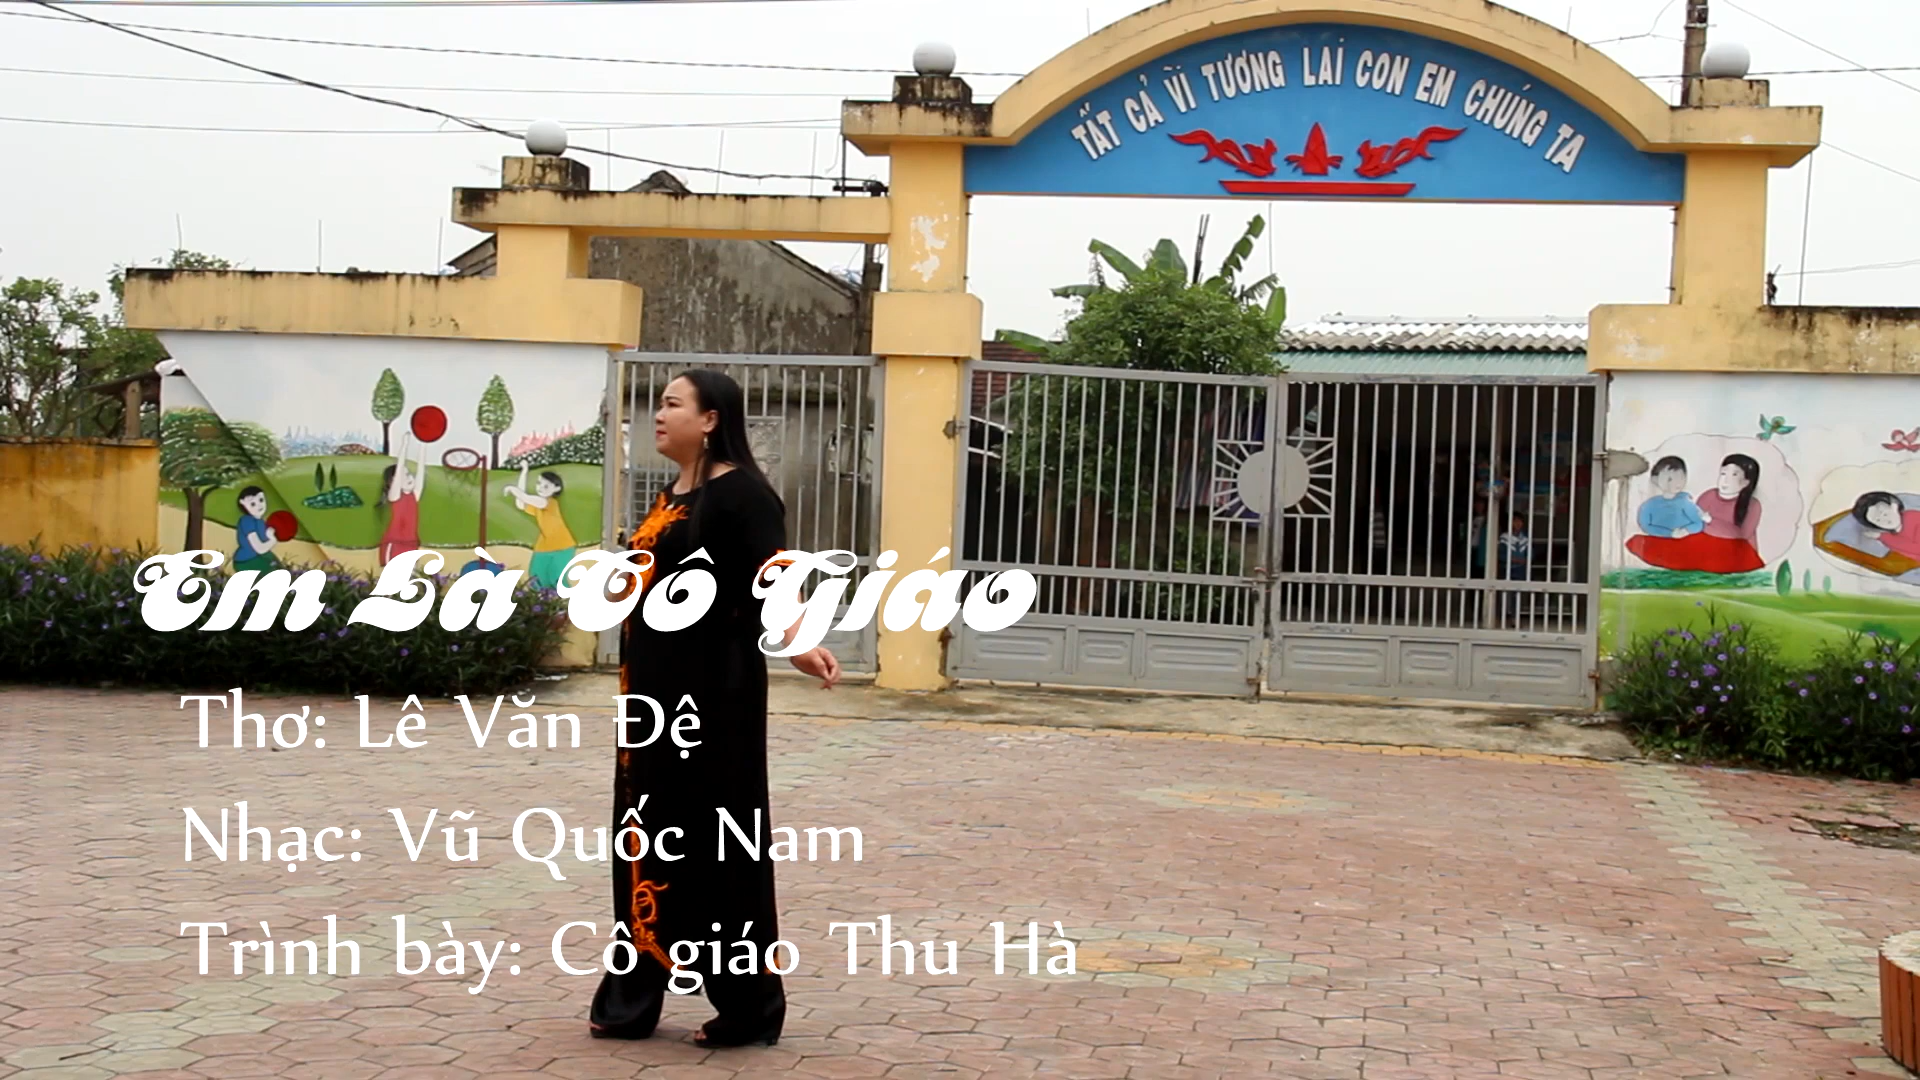 TẤT CẢ VÌ TƯƠNG LAI CON EM CHÚNG TA
Em Là Cô Giáo
Thơ: Lê Văn Đệ
Nhạc: Vũ Quốc Nam
Trình bày: Cô giáo Thu Hà